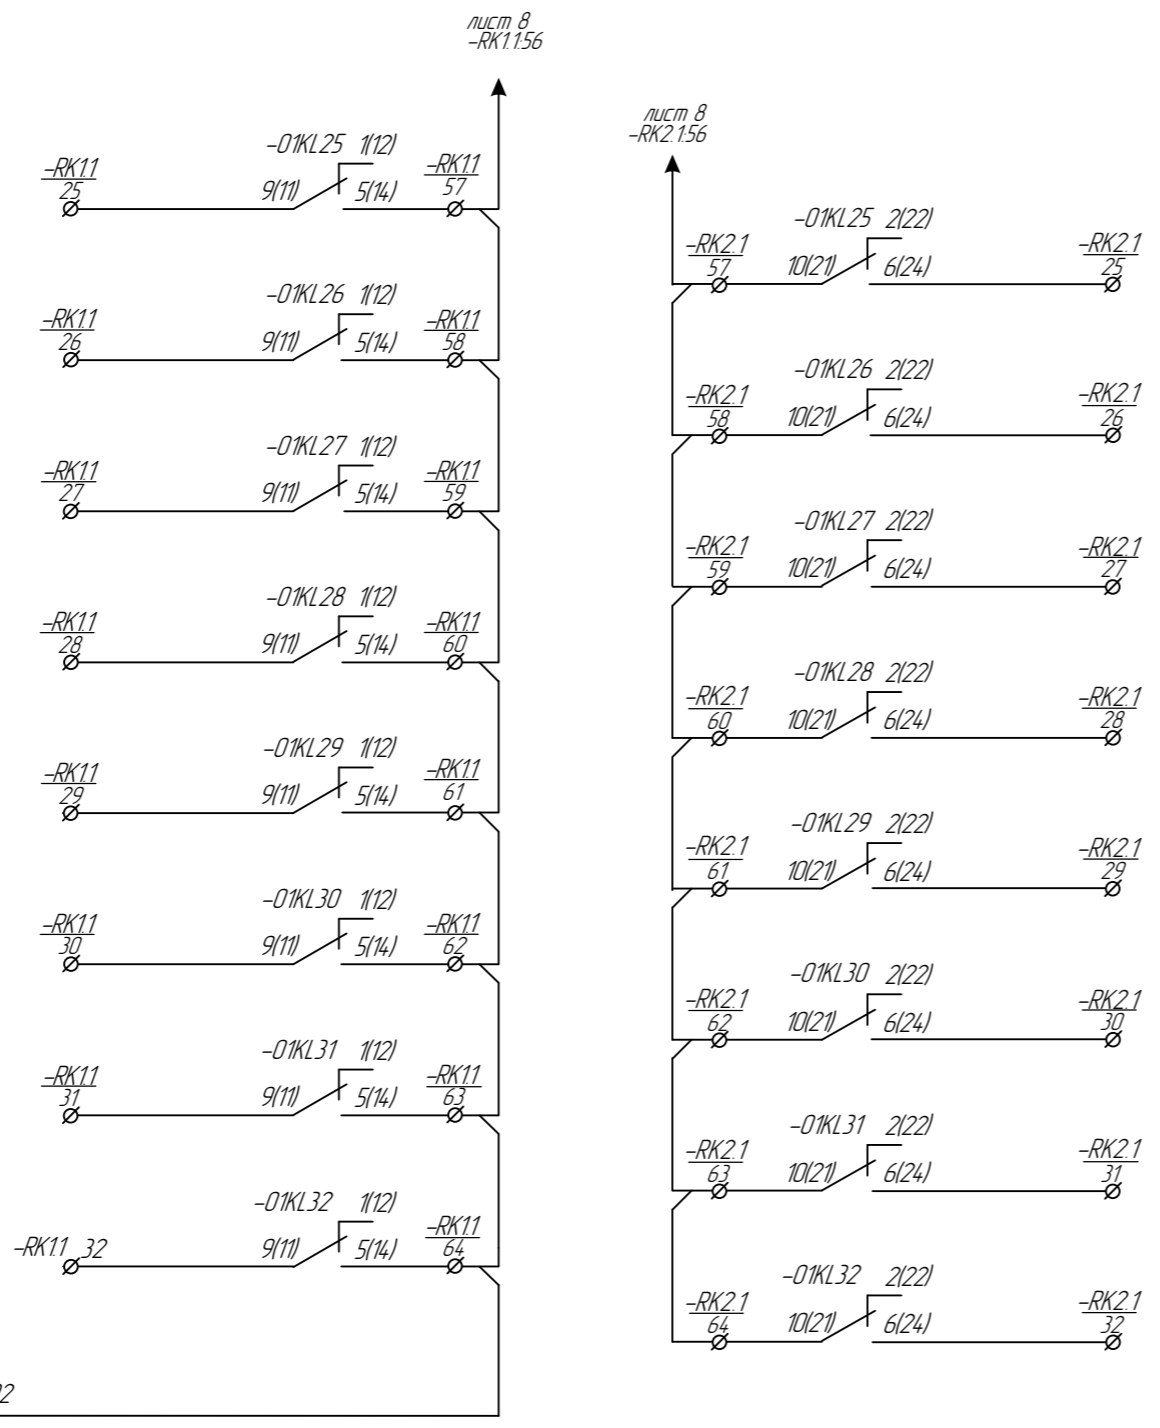 лист 8
-RK1.1:56
-01KL25 1(12)
-RK1.1
25
9(11)
5(14)
-RK1.1
57
-01KL26 1(12)
-RK1.1
26
9(11)
5(14)
-RK1.1
58
-01KL27 1(12)
-RK1.1
27
9(11)
5(14)
-RK1.1
59
-01KL28 1(12)
-RK1.1
28
9(11)
5(14)
-RK1.1
60
-01KL29 1(12)
-RK1.1
29
9(11)
5(14)
-RK1.1
61
-01KL30 1(12)
-RK1.1
30
9(11)
5(14)
-RK1.1
62
-01KL31 1(12)
-RK1.1
31
9(11)
5(14)
-RK1.1
63
-01KL32 1(12)
-RK1.1 32
9(11)
5(14)
-RK1.1
64
лист 8
-RK2.1:56
-01KL25 2(22)
-RK2.1
57
10(21)
6(24)
-RK2.1
25
-01KL26 2(22)
-RK2.1
58
10(21)
6(24)
-RK2.1
26
-01KL27 2(22)
-RK2.1
59
10(21)
6(24)
-RK2.1
27
-01KL28 2(22)
-RK2.1
60
10(21)
6(24)
-RK2.1
28
-01KL29 2(22)
-RK2.1
61
10(21)
6(24)
-RK2.1
29
-01KL30 2(22)
-RK2.1
62
10(21)
6(24)
-RK2.1
30
-01KL31 2(22)
-RK2.1
63
10(21)
6(24)
-RK2.1
31
-01KL32 2(22)
-RK2.1
64
10(21)
6(24)
-RK2.1
32